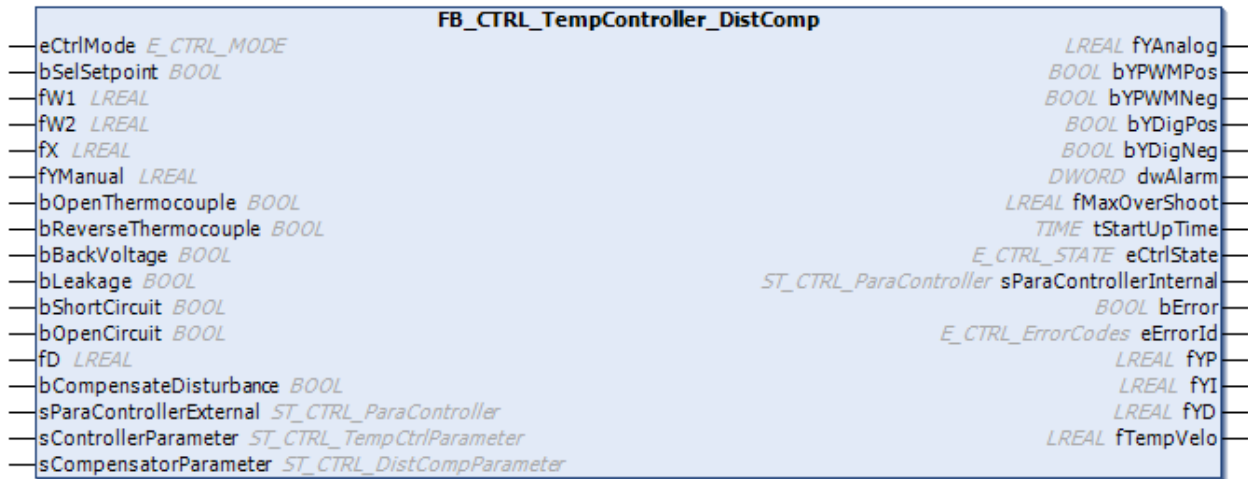 FB_CTRL_TempController_DistComp
eCtrlMode E_CTRL_MODE LREAL fYAnalog
bSelSetpoint BOOL BOOL bYPWMPos
fW1 LREAL BOOL bYPWMNeg
fW2 LREAL BOOL bYDigPos
fX LREAL BOOL bYDigNeg
fYManual LREAL DWORD dwAlarm
bOpenThermocouple BOOL LREAL fMaxOverShoot
bReverseThermocouple BOOL TIME tStartUpTime
bBackVoltage BOOL E_CTRL_STATE eCtrlState
bLeakage BOOL ST_CTRL_ParaController sParaControllerInternal
bShortCircuit BOOL BOOL bError
bOpenCircuit BOOL E_CTRL_ErrorCodes eErrorId
fD LREAL LREAL fYP
bCompensateDisturbance BOOL LREAL fYI
sParaControllerExternal ST_CTRL_ParaController LREAL fYD
sControllerParameter ST_CTRL_TempCtrlParameter LREAL fTempVelo
sCompensatorParameter ST_CTRL_DistCompParameter